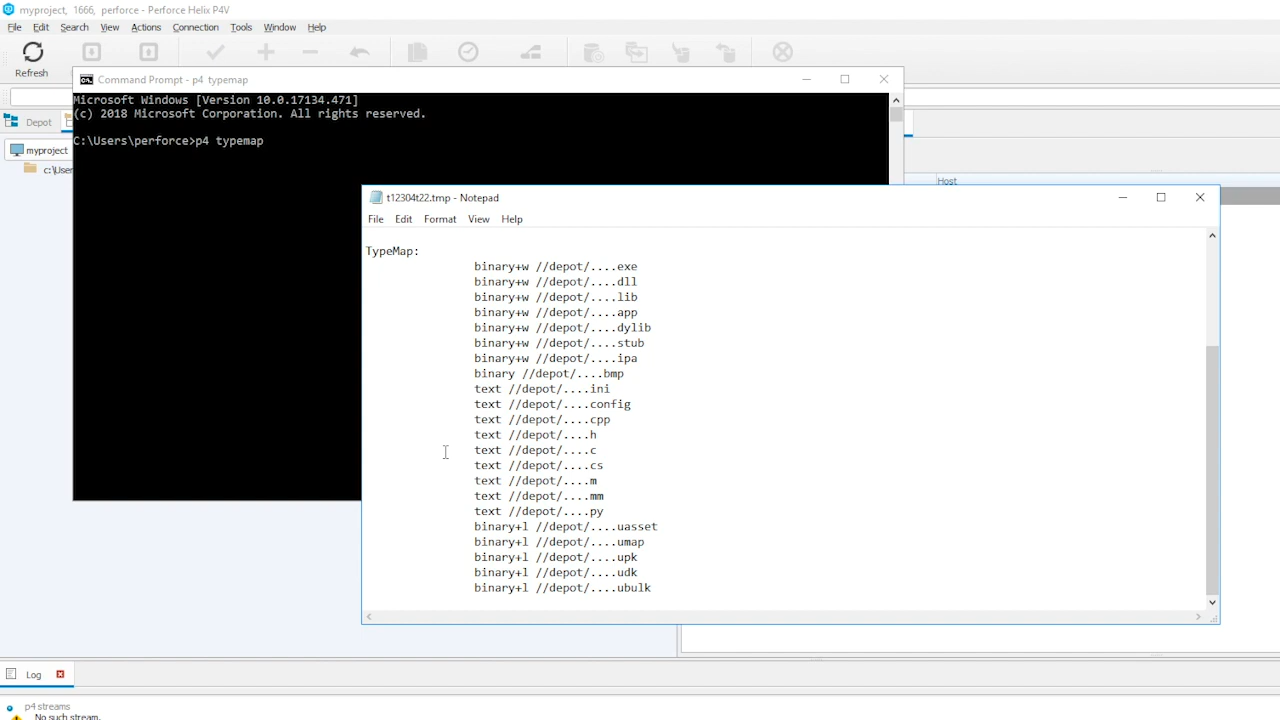 myproject, 1666, perforce - Perforce Helix P4V
File Edit Search View Actions Connection Tools Window Help
Refresh
Command Prompt - p4 typemap
Microsoft Windows [Version 10.0.17134.471]
(c) 2018 Microsoft Corporation. All rights reserved.
Depot
C:\Users\perforce>p4 typemap
myproject
c:\User
Host
t12304t22.tmp - Notepad
File Edit Format View Help
TypeMap:
binary+w //depot/....exe
binary+w //depot/....dll
binary+w //depot/....lib
binary+w //depot/....app
binary+w //depot/....dylib
binary+w //depot/....stub
binary+w //depot/....ipa
binary //depot/....bmp
text //depot/....ini
text //depot/....config
text //depot/....cpp
text //depot/....h
text //depot/....c
text //depot/....cs
text //depot/....m
text //depot/....mm
text //depot/....py
binary+l //depot/....uasset
binary+l //depot/....umap
binary+l //depot/....upk
binary+l //depot/....udk
binary+l //depot/....ubulk
Log
p4 streams
No such stream.